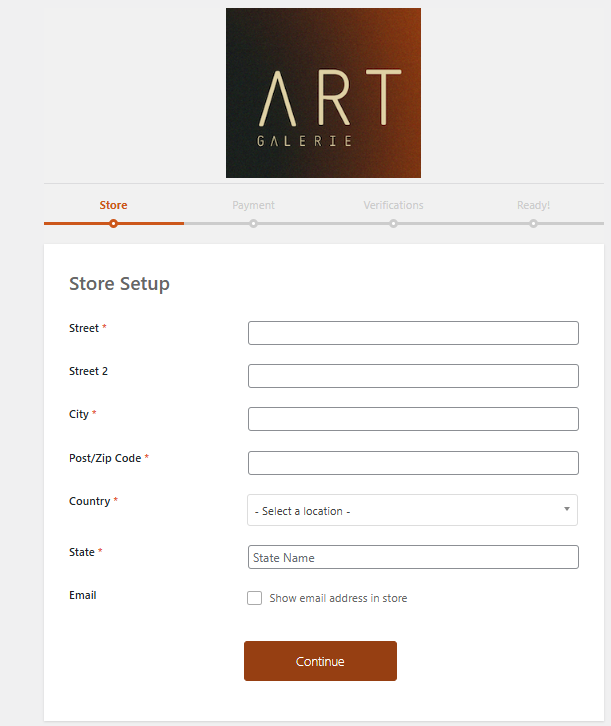 ART
GALERIE
Store Payment Verifications Ready!
Store Setup
Street *
Street 2
City *
Post/Zip Code *
Country * - Select a location -
State * State Name
Email Show email address in store
Continue